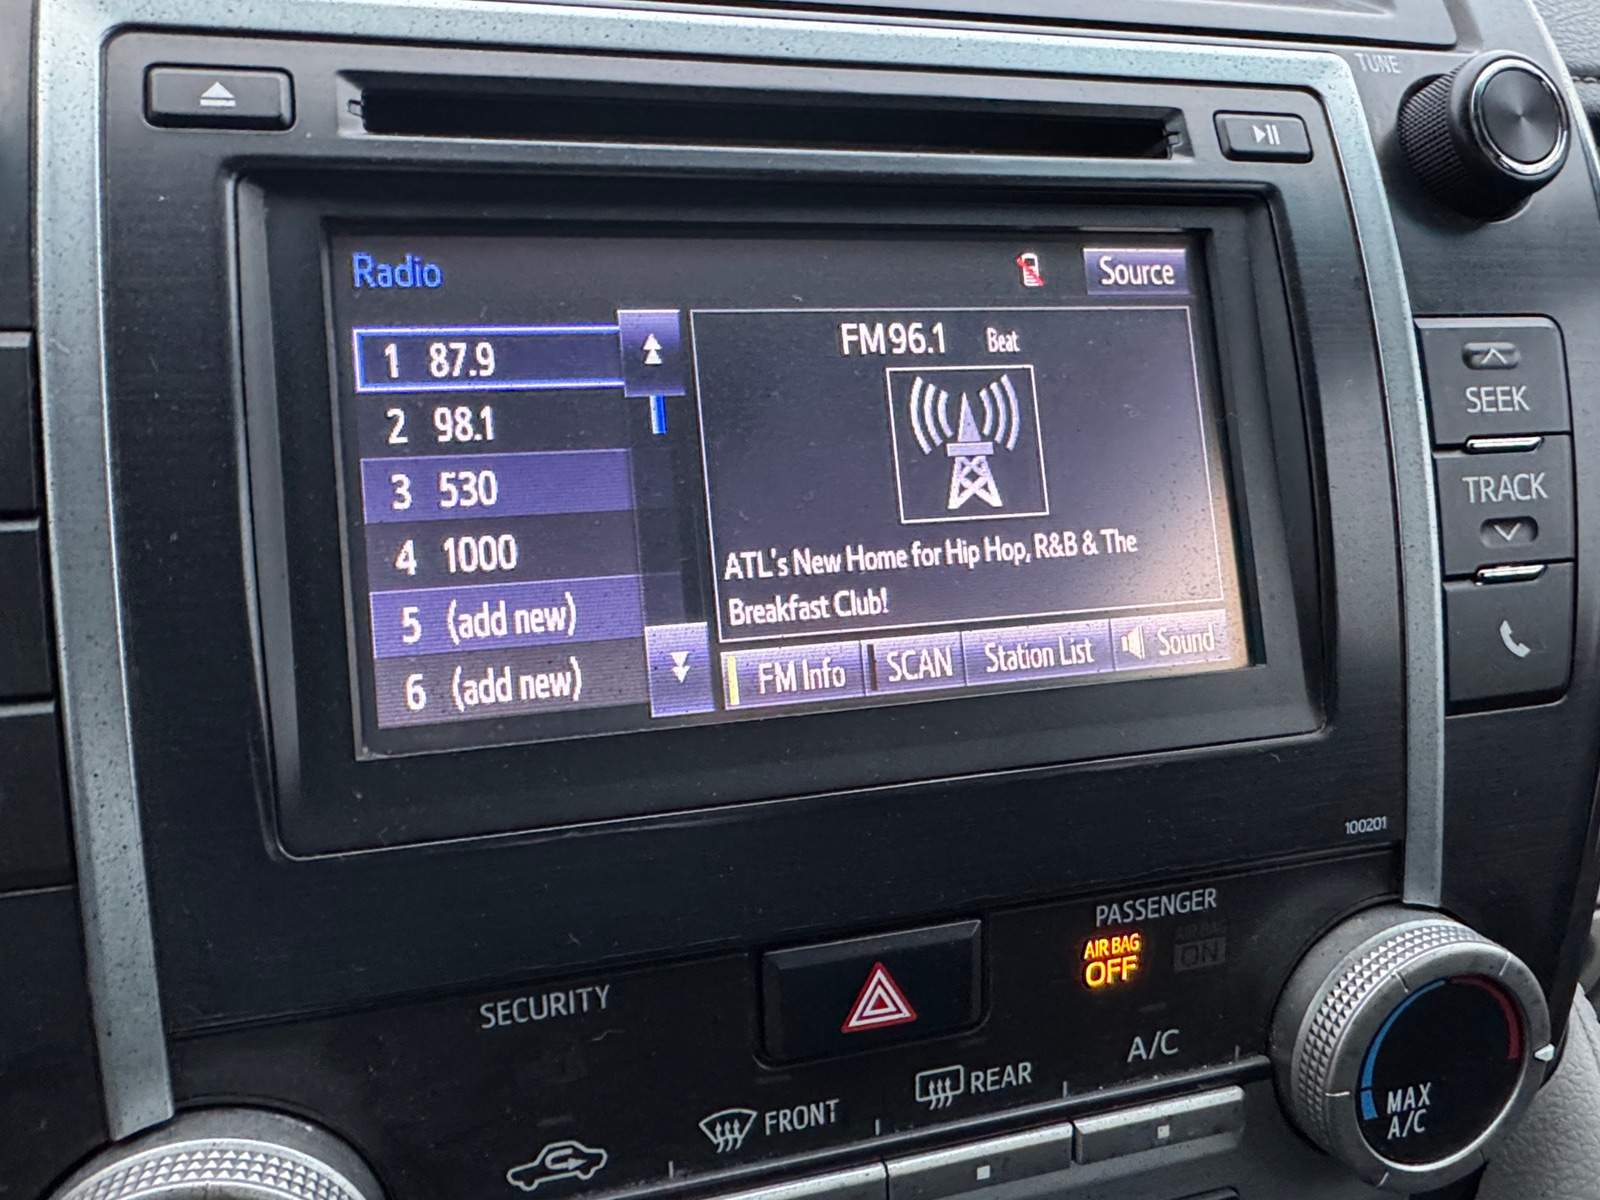 TUNE
Radio
Source
1 87.9
2 98.1
3 530
4 1000
5 (add new)
6 (add new)
FM 96.1 Beat
ATL's New Home for Hip Hop, R&B & The
Breakfast Club!
FM Info
SCAN
Station List
Sound
SEEK
TRACK
100201
PASSENGER
AIR BAG
OFF
AIR BAG
ON
SECURITY
A/C
REAR
FRONT
MAX
A/C